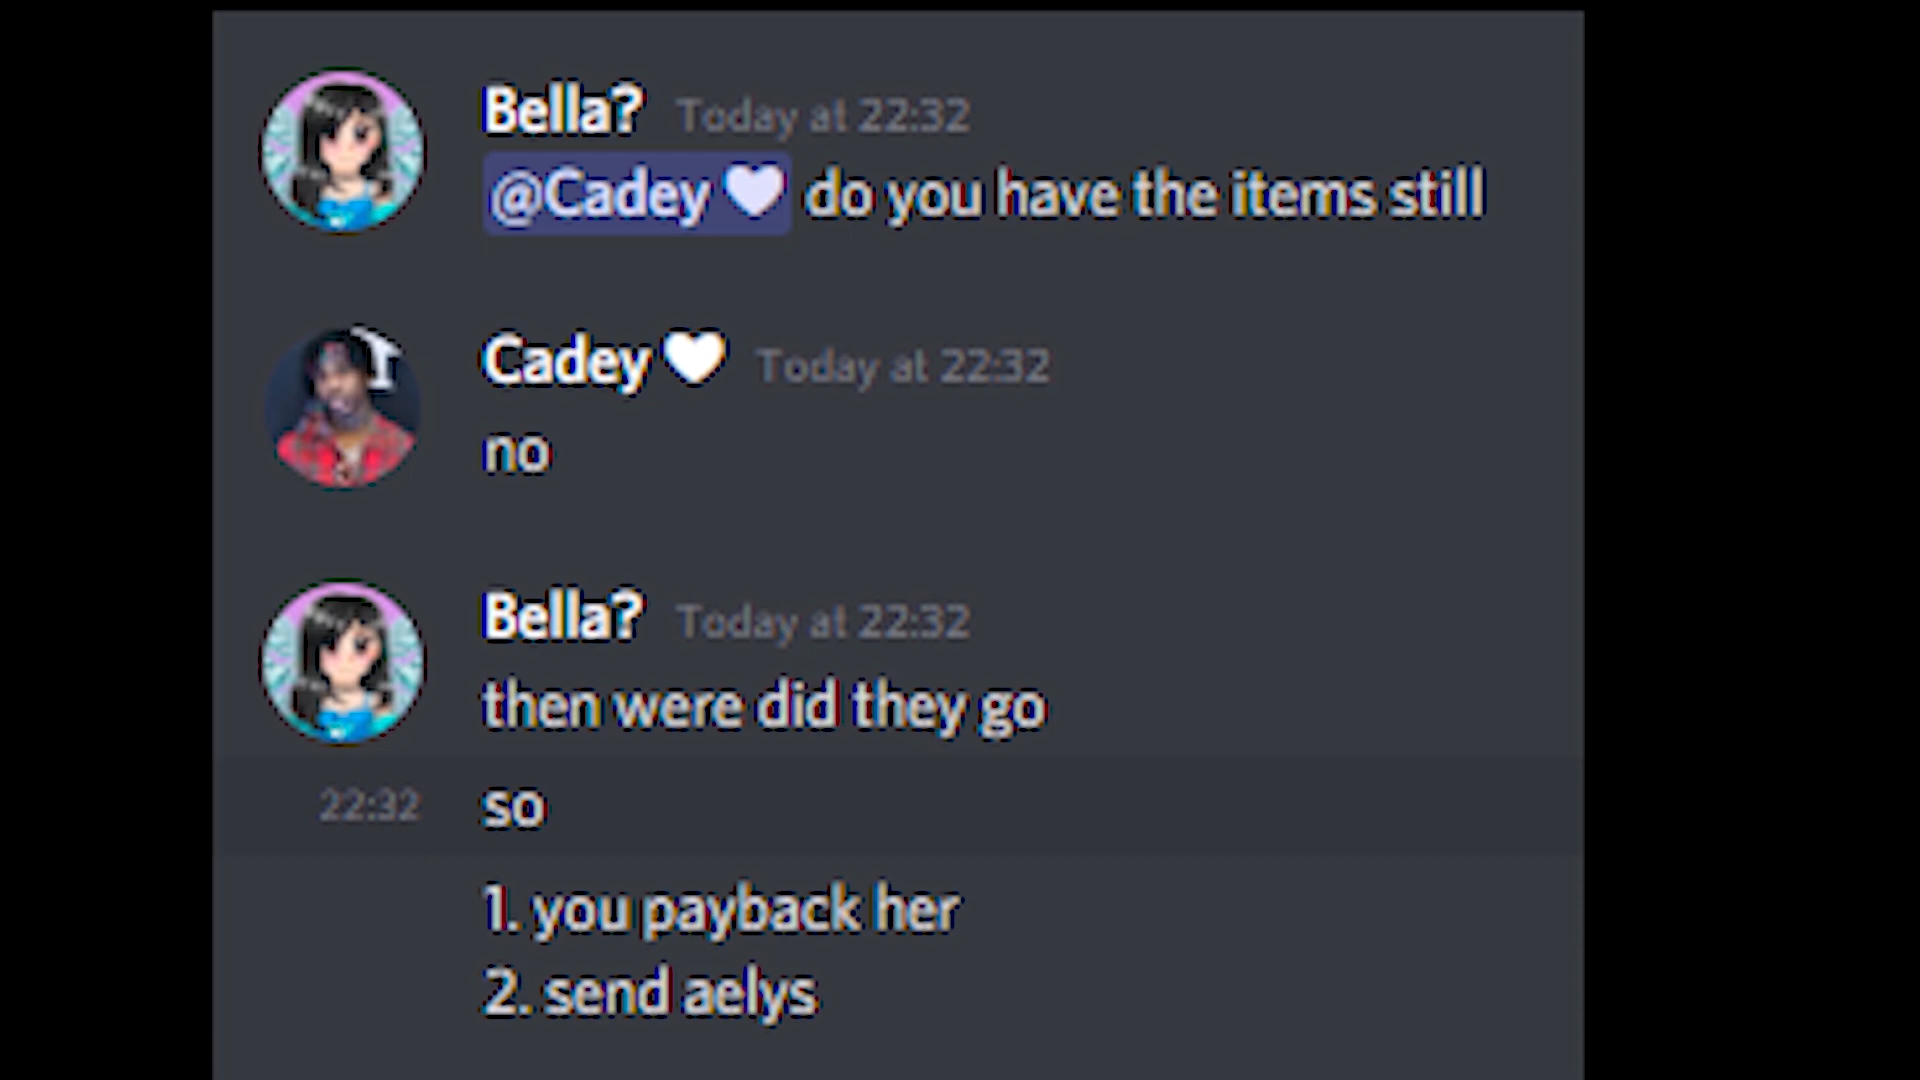 Bella? Today at 22:32
@Cadey🤍 do you have the items still
Cadey🤍 Today at 22:32
no
Bella? Today at 22:32
then were did they go
22:32 so
1. you payback her
2. send aelys